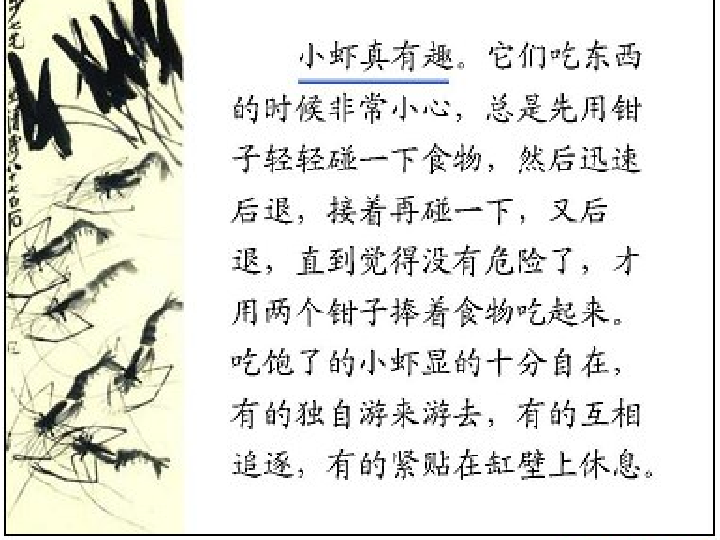 小虾真有趣。它们吃东西
的时候非常小心，总是先用钳
子轻轻碰一下食物，然后迅速
后退，接着再碰一下，又后
退，直到觉得没有危险了，才
用两个钳子捧着食物吃起来。
吃饱了的小虾显的十分自在，
有的独自游来游去，有的互相
追逐，有的紧贴在缸壁上休息。